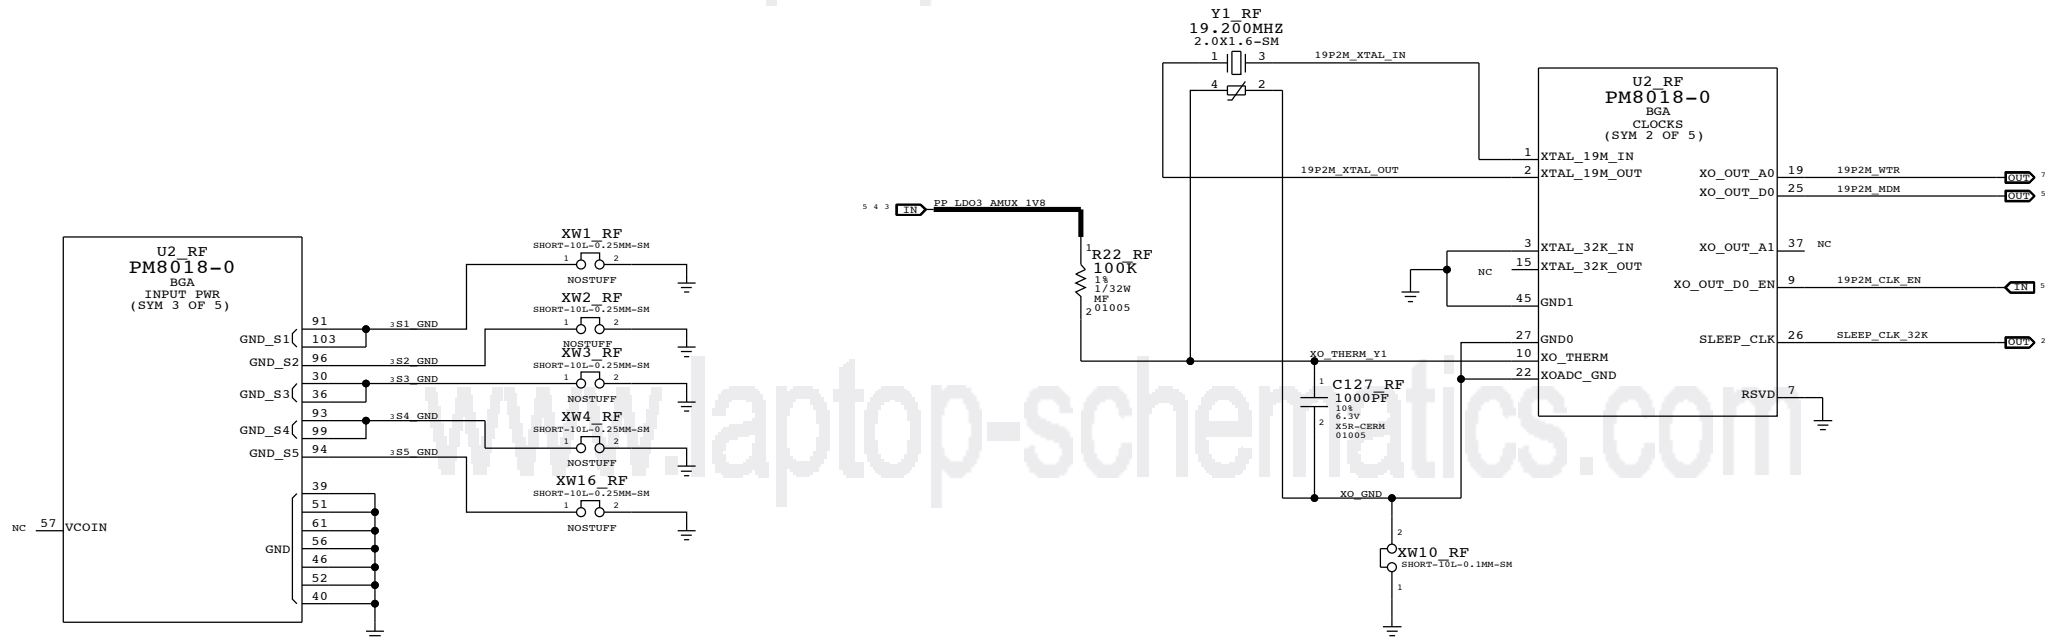 U2_RF
PM8018-0
BGA
INPUT PWR
(SYM 3 OF 5)
GND_S1
91
103
GND_S2
96
GND_S3
30
36
GND_S4
93
99
GND_S5
94
GND
39
51
61
56
46
52
40
NC 57 VCOIN
3 S1_GND
3 S2_GND
3 S3_GND
3 S4_GND
3 S5_GND
XW1_RF
SHORT-10L-0.25MM-SM
1 2
NOSTUFF
XW2_RF
SHORT-10L-0.25MM-SM
1 2
NOSTUFF
XW3_RF
SHORT-10L-0.25MM-SM
1 2
NOSTUFF
XW4_RF
SHORT-10L-0.25MM-SM
1 2
NOSTUFF
XW16_RF
SHORT-10L-0.25MM-SM
1 2
NOSTUFF
5 4 3 IN PP_LDO3_AMUX_1V8
1
R22_RF
100K
1%
1/32W
MF
01005
2
Y1_RF
19.200MHZ
2.0X1.6-SM
1 3
4 2
19P2M_XTAL_IN
19P2M_XTAL_OUT
XO_THERM_Y1
1
C127_RF
1000PF
10%
6.3V
X5R-CERM
01005
2
XO_GND
2
XW10_RF
SHORT-10L-0.1MM-SM
1
U2_RF
PM8018-0
BGA
CLOCKS
(SYM 2 OF 5)
1 XTAL_19M_IN
2 XTAL_19M_OUT
3 XTAL_32K_IN
NC 15 XTAL_32K_OUT
45 GND1
27 GND0
10 XO_THERM
22 XOADC_GND
XO_OUT_A0 19 19P2M_WTR OUT 7
XO_OUT_D0 25 19P2M_MDM OUT 5
XO_OUT_A1 37 NC
XO_OUT_D0_EN 9 19P2M_CLK_EN IN 5
SLEEP_CLK 26 SLEEP_CLK_32K OUT 2
RSVD 7
www.laptop-schematics.com